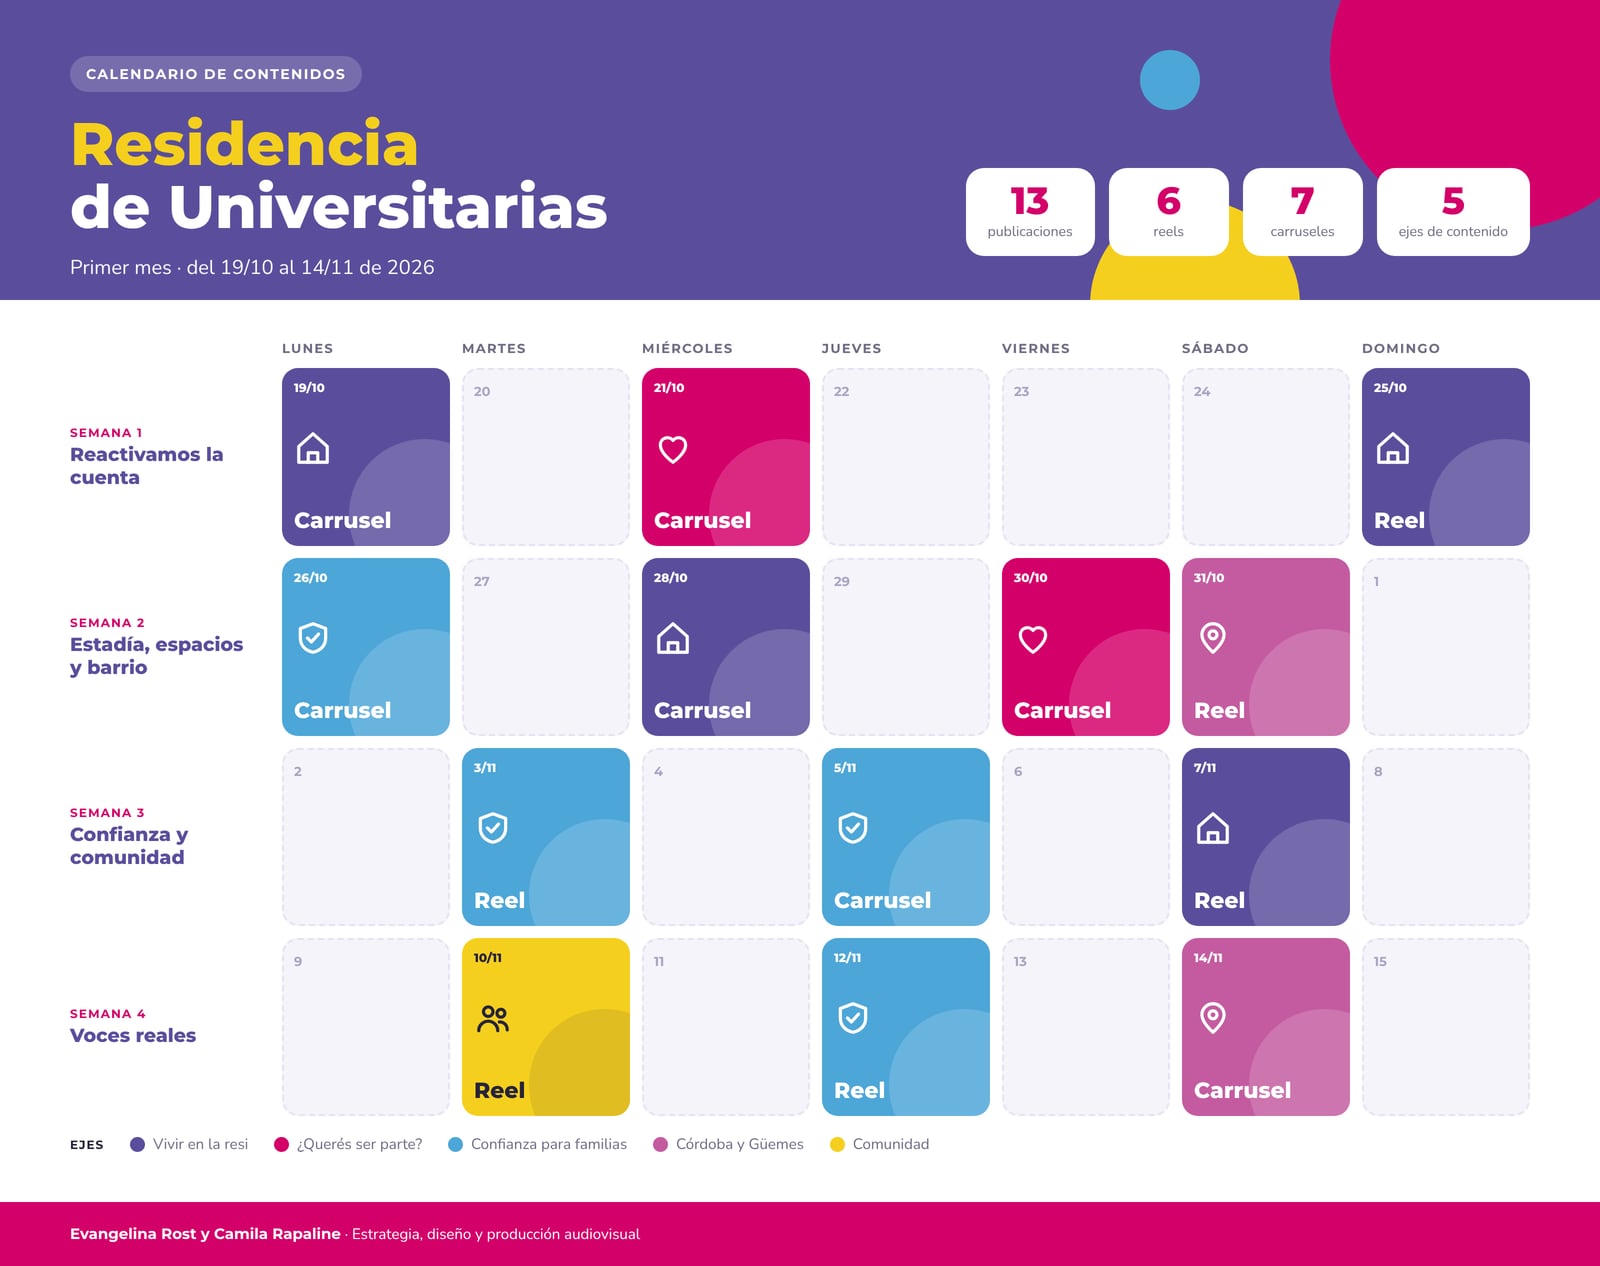 CALENDARIO DE CONTENIDOS
Residencia
de Universitarias
Primer mes · del 19/10 al 14/11 de 2026
13
publicaciones
6
reels
7
carruseles
5
ejes de contenido
LUNES MARTES MIÉRCOLES JUEVES VIERNES SÁBADO DOMINGO
SEMANA 1
Reactivamos la
cuenta
19/10
Carrusel
20
21/10
Carrusel
22
23
24
25/10
Reel
SEMANA 2
Estadía, espacios
y barrio
26/10
Carrusel
27
28/10
Carrusel
29
30/10
Carrusel
31/10
Reel
1
SEMANA 3
Confianza y
comunidad
2
3/11
Reel
4
5/11
Carrusel
6
7/11
Reel
8
SEMANA 4
Voces reales
9
10/11
Reel
11
12/11
Reel
13
14/11
Carrusel
15
EJES Vivir en la resi ¿Querés ser parte? Confianza para familias Córdoba y Güemes Comunidad
Evangelina Rost y Camila Rapaline · Estrategia, diseño y producción audiovisual